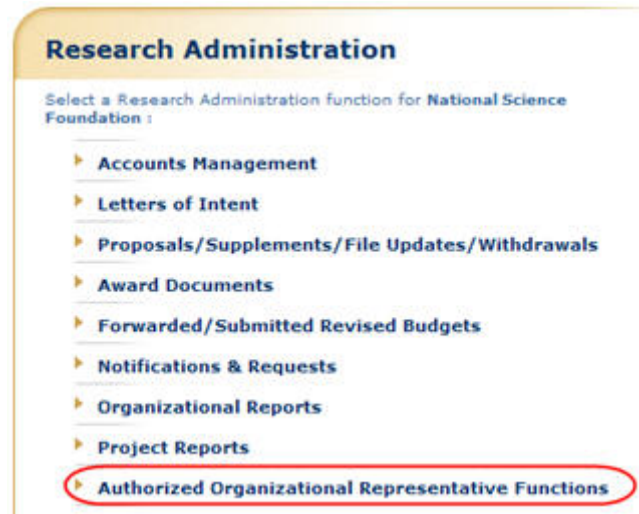 Research Administration
Select a Research Administration function for National Science
Foundation :
Accounts Management
Letters of Intent
Proposals/Supplements/File Updates/Withdrawals
Award Documents
Forwarded/Submitted Revised Budgets
Notifications & Requests
Organizational Reports
Project Reports
Authorized Organizational Representative Functions